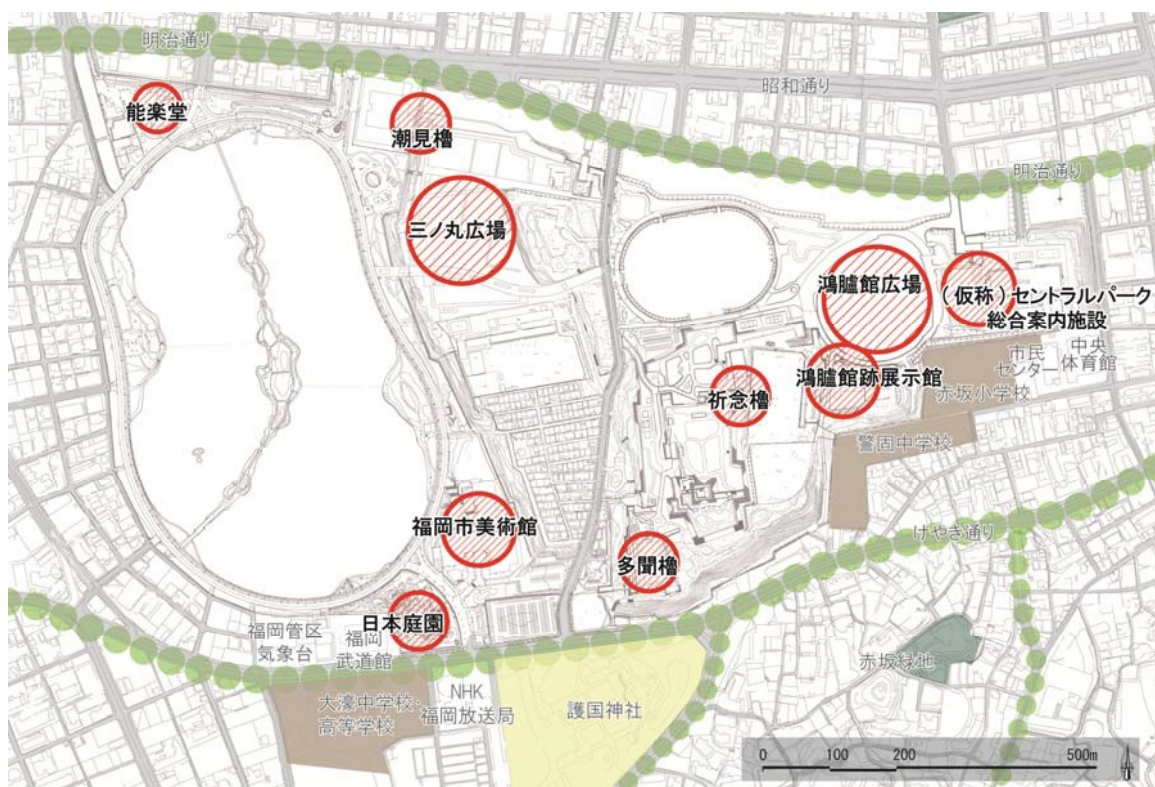 明治通り
昭和通り
能楽堂
潮見櫓
明治通り
三ノ丸広場
鴻臚館広場
（仮称）セントラルパーク
総合案内施設
市民
センター
中央
体育館
鴻臚館跡展示館
赤坂小学校
祈念櫓
警固中学校
福岡市美術館
けやき通り
多聞櫓
日本庭園
福岡管区
気象台
福岡
武道館
赤坂緑地
大濠中学校・
高等学校
NHK
福岡放送局
護国神社
0 100 200 500m